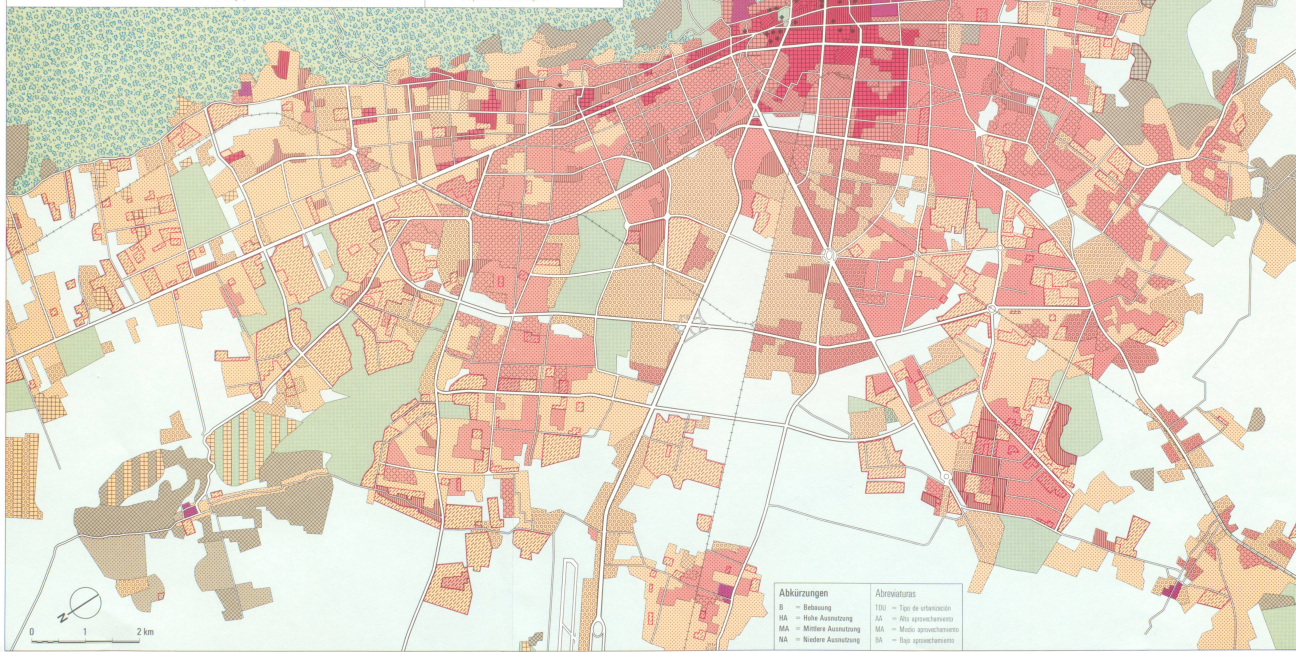 Abkürzungen
B = Bebauung
HA = Hohe Ausnutzung
MA = Mittlere Ausnutzung
NA = Niedere Ausnutzung
Abreviaturas
TDU = Tipo de urbanización
AA = Alto aprovechamiento
MA = Medio aprovechamiento
BA = Bajo aprovechamiento
N
0 1 2 km